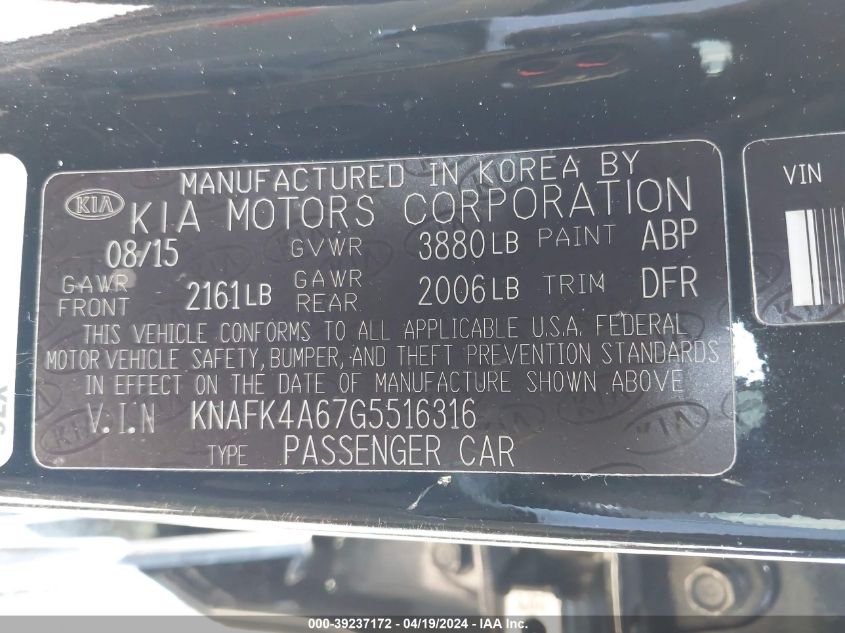 MANUFACTURED IN KOREA BY
KIA KIA MOTORS CORPORATION
08/15 GVWR 3880LB PAINT ABP
GAWR FRONT 2161LB GAWR REAR 2006LB TRIM DFR
THIS VEHICLE CONFORMS TO ALL APPLICABLE U.S.A. FEDERAL
MOTOR VEHICLE SAFETY, BUMPER, AND THEFT PREVENTION STANDARDS
IN EFFECT ON THE DATE OF MANUFACTURE SHOWN ABOVE
V.I.N KNAFK4A67G5516316
TYPE PASSENGER CAR
VIN
000-39237172 - 04/19/2024 - IAA Inc.